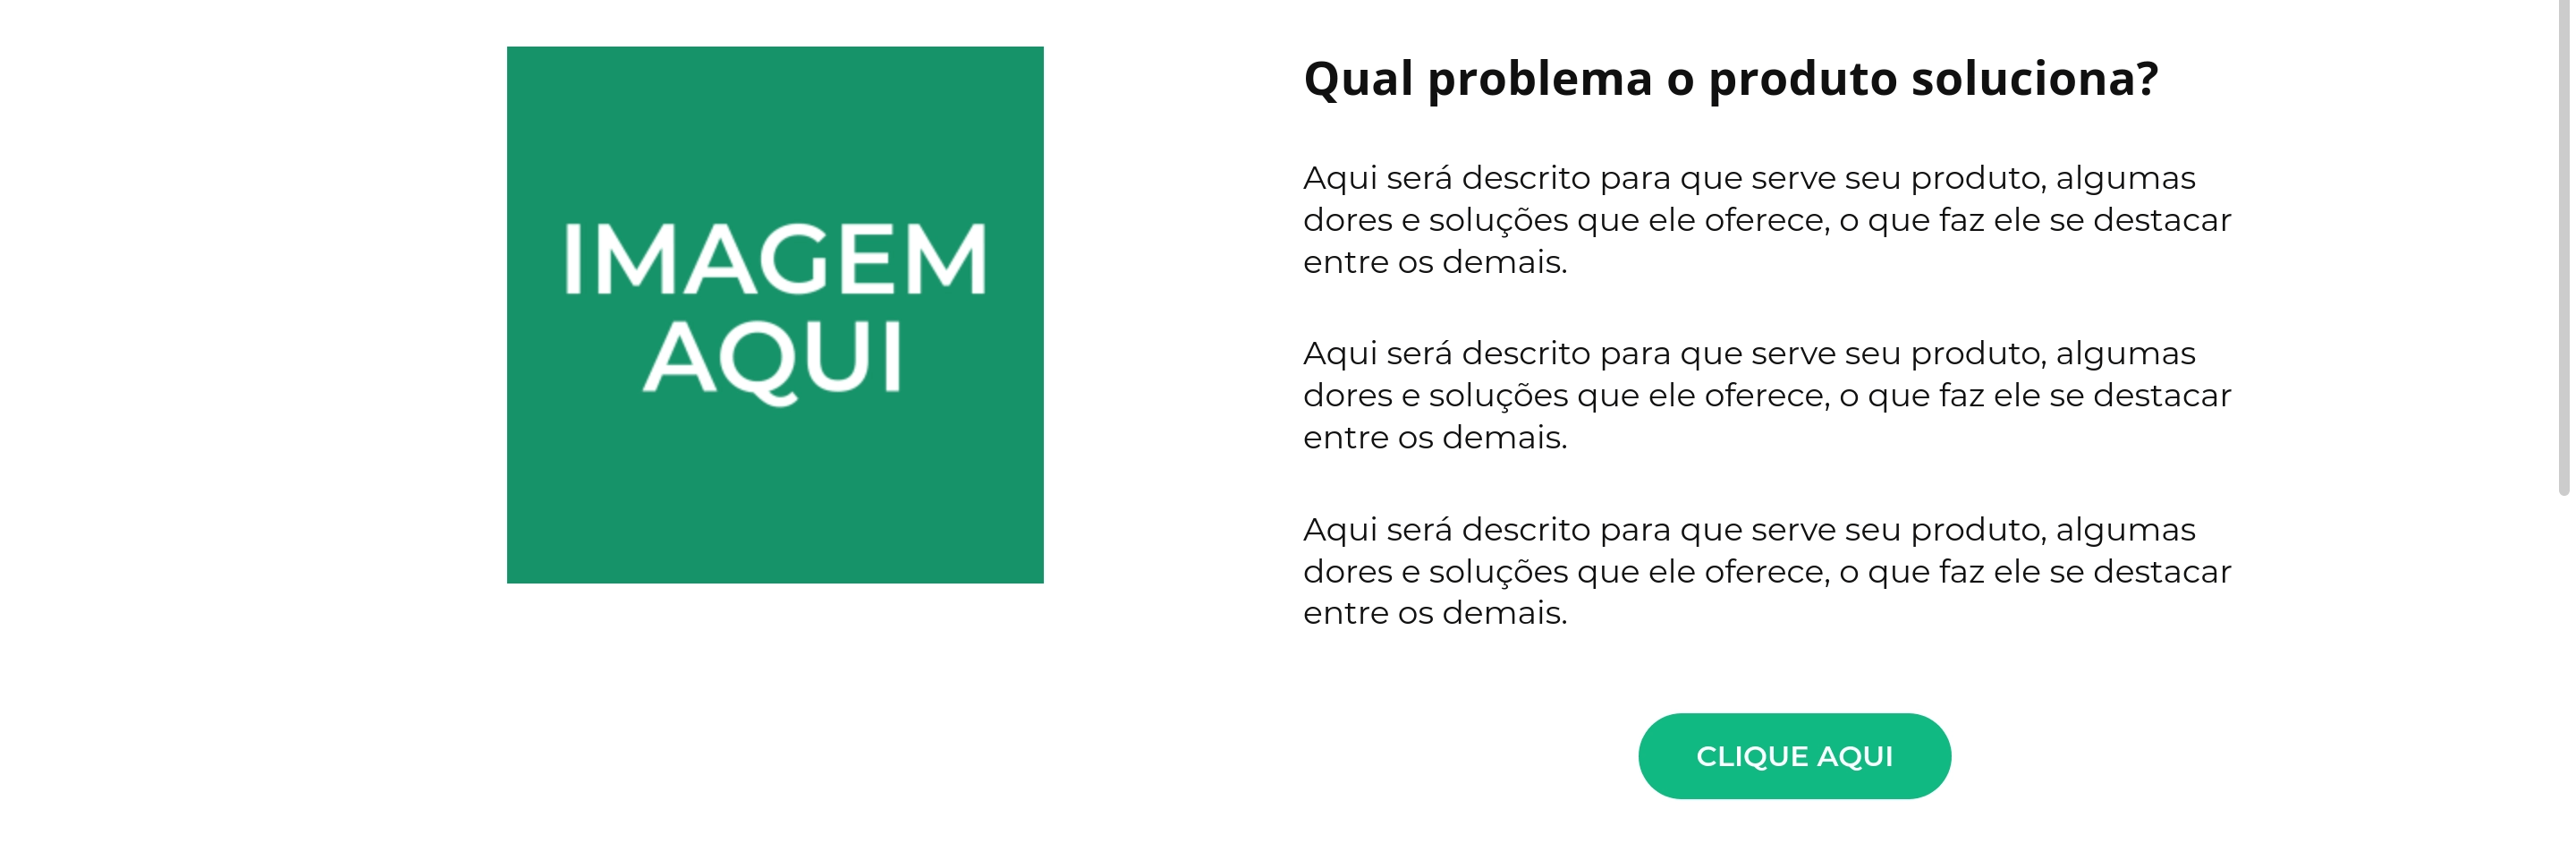 IMAGEM
AQUI
Qual problema o produto soluciona?
Aqui será descrito para que serve seu produto, algumas
dores e soluções que ele oferece, o que faz ele se destacar
entre os demais.
Aqui será descrito para que serve seu produto, algumas
dores e soluções que ele oferece, o que faz ele se destacar
entre os demais.
Aqui será descrito para que serve seu produto, algumas
dores e soluções que ele oferece, o que faz ele se destacar
entre os demais.
CLIQUE AQUI